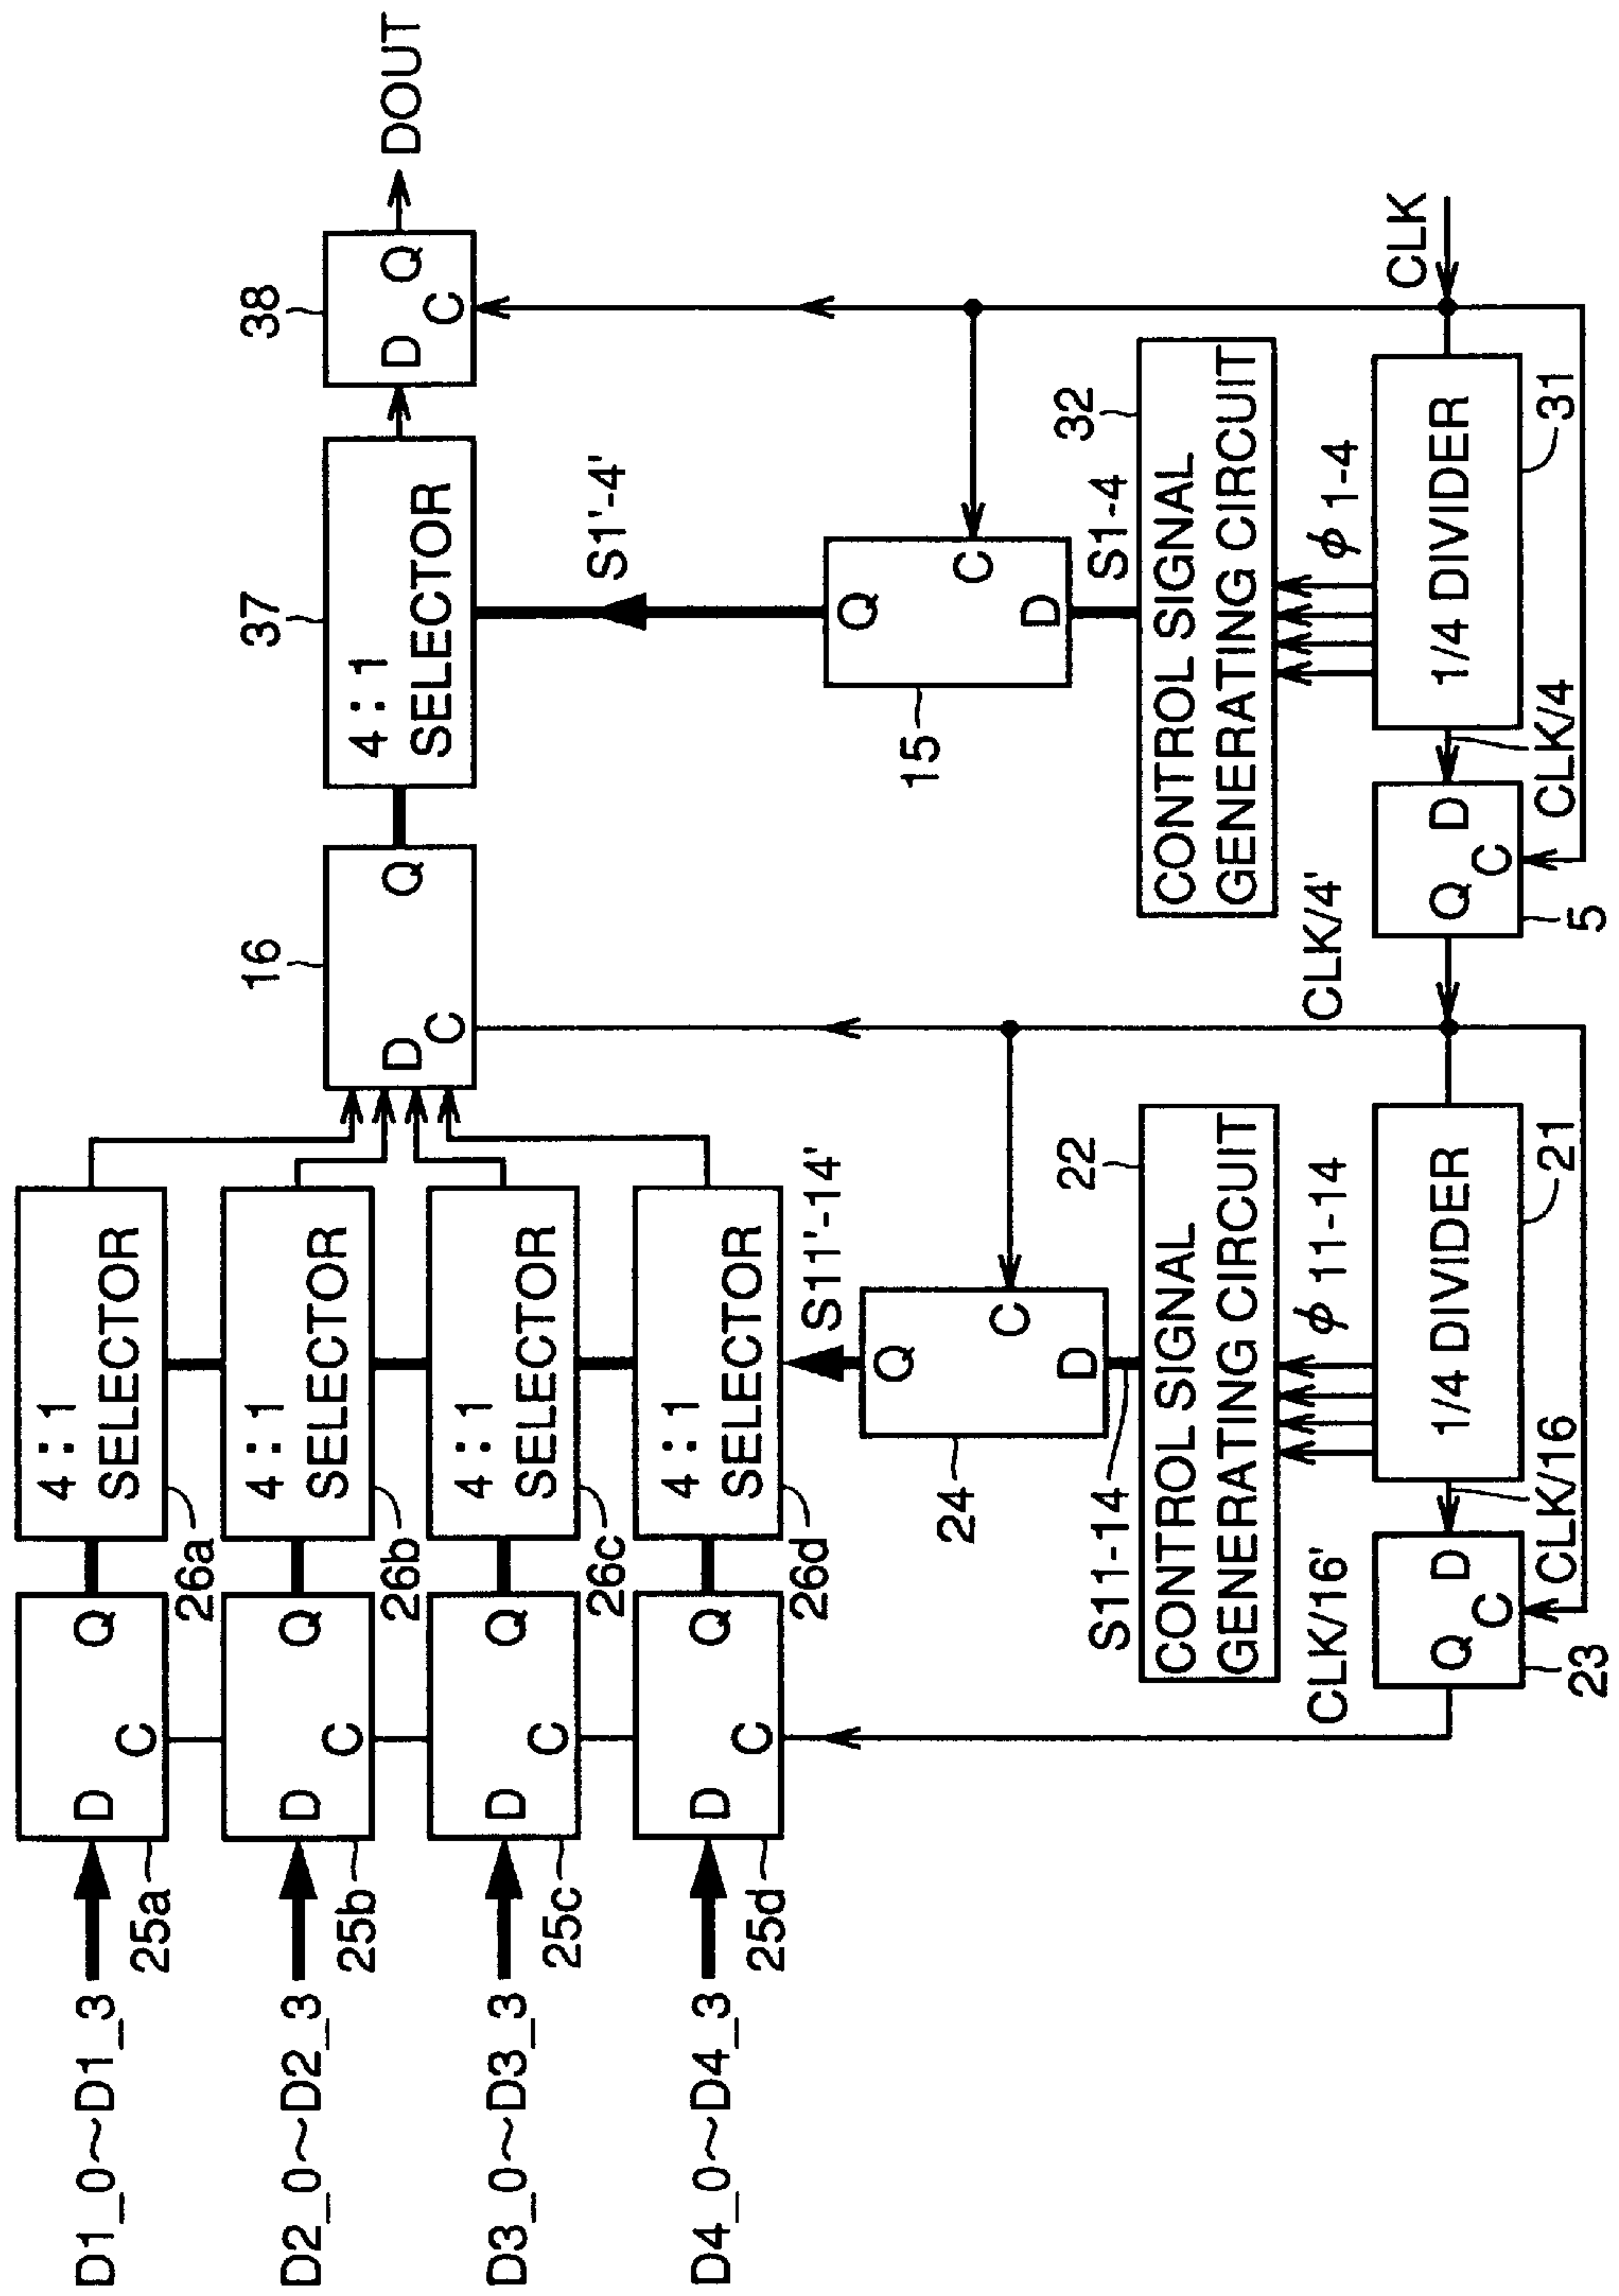 D1_0~D1_3
25a
D
C
Q
26a
4:1
SELECTOR
D2_0~D2_3
25b
D
C
Q
26b
4:1
SELECTOR
D3_0~D3_3
25c
D
C
Q
26c
4:1
SELECTOR
D4_0~D4_3
25d
D
C
Q
26d
4:1
SELECTOR
16
D
C
Q
37
4:1
SELECTOR
38
D
C
Q
DOUT
S11'-14'
24
Q
C
D
S11-14
22
CONTROL SIGNAL
GENERATING CIRCUIT
ϕ 11-14
CLK/16'
23
Q
D
C
CLK/16
1/4 DIVIDER
21
S1'-4'
15
Q
C
D
S1-4
32
CONTROL SIGNAL
GENERATING CIRCUIT
ϕ 1-4
CLK/4'
5
Q
D
C
CLK/4
1/4 DIVIDER
31
CLK